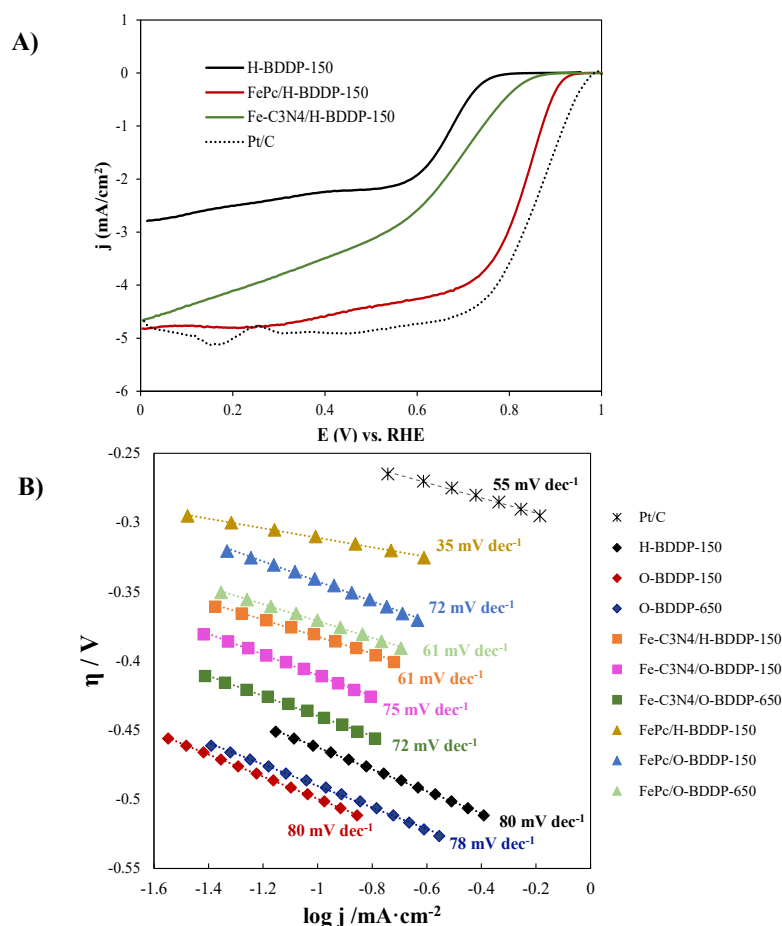 A)
H-BDDP-150
FePc/H-BDDP-150
Fe-C3N4/H-BDDP-150
Pt/C
1
0
-1
-2
-3
-4
-5
-6
j (mA/cm²)
0 0.2 0.4 0.6 0.8 1
E (V) vs. RHE
B)
-0.25
-0.3
-0.35
-0.4
-0.45
-0.5
-0.55
η / V
55 mV dec⁻¹
35 mV dec⁻¹
72 mV dec⁻¹
61 mV dec⁻¹
61 mV dec⁻¹
75 mV dec⁻¹
72 mV dec⁻¹
80 mV dec⁻¹
80 mV dec⁻¹
78 mV dec⁻¹
-1.6 -1.4 -1.2 -1 -0.8 -0.6 -0.4 -0.2 0
log j /mA·cm⁻²
Pt/C
H-BDDP-150
O-BDDP-150
O-BDDP-650
Fe-C3N4/H-BDDP-150
Fe-C3N4/O-BDDP-150
Fe-C3N4/O-BDDP-650
FePc/H-BDDP-150
FePc/O-BDDP-150
FePc/O-BDDP-650